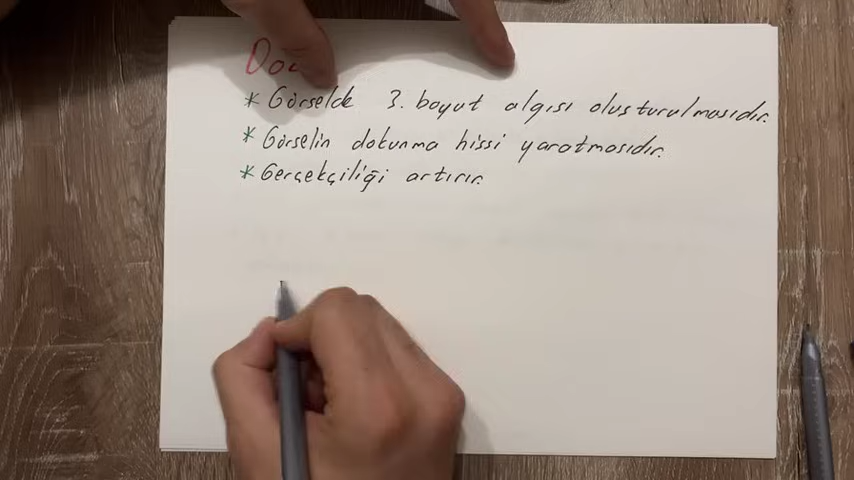 * Görselde 3. boyut algısı oluşturulmasıdır.
* Görselin dokunma hissi yaratmasıdır.
* Gerçekçiliği artırır.